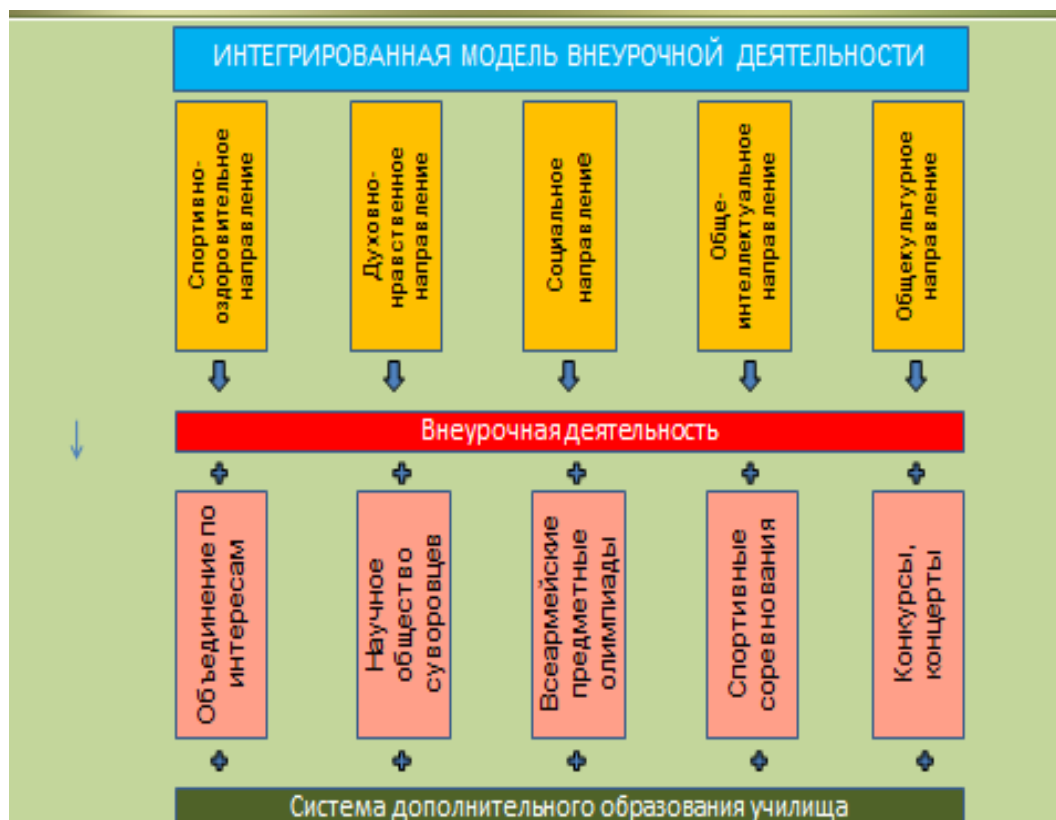 ИНТЕГРИРОВАННАЯ МОДЕЛЬ ВНЕУРОЧНОЙ ДЕЯТЕЛЬНОСТИ
Спортивно-
оздоровительное
направление
Духовно-
нравственное
направление
Социальное
направление
Обще-
интеллектуальное
направление
Общекультурное
направление
Внеурочная деятельность
Объединение по
интересам
Научное
общество
суворовцев
Всеармейские
предметные
олимпиады
Спортивные
соревнования
Конкурсы,
концерты
Система дополнительного образования училища